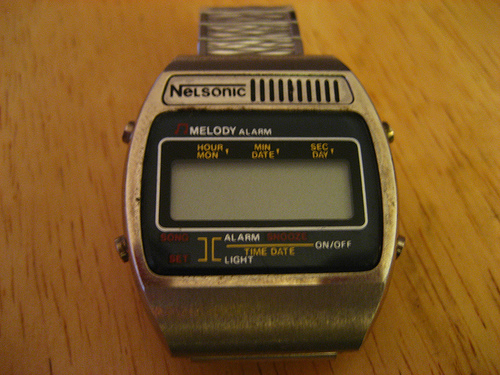 NELSONIC
MELODY ALARM
HOUR MIN SEC
MON DATE DAY
SONG ALARM SNOOZE
TIME DATE ON/OFF
SET LIGHT